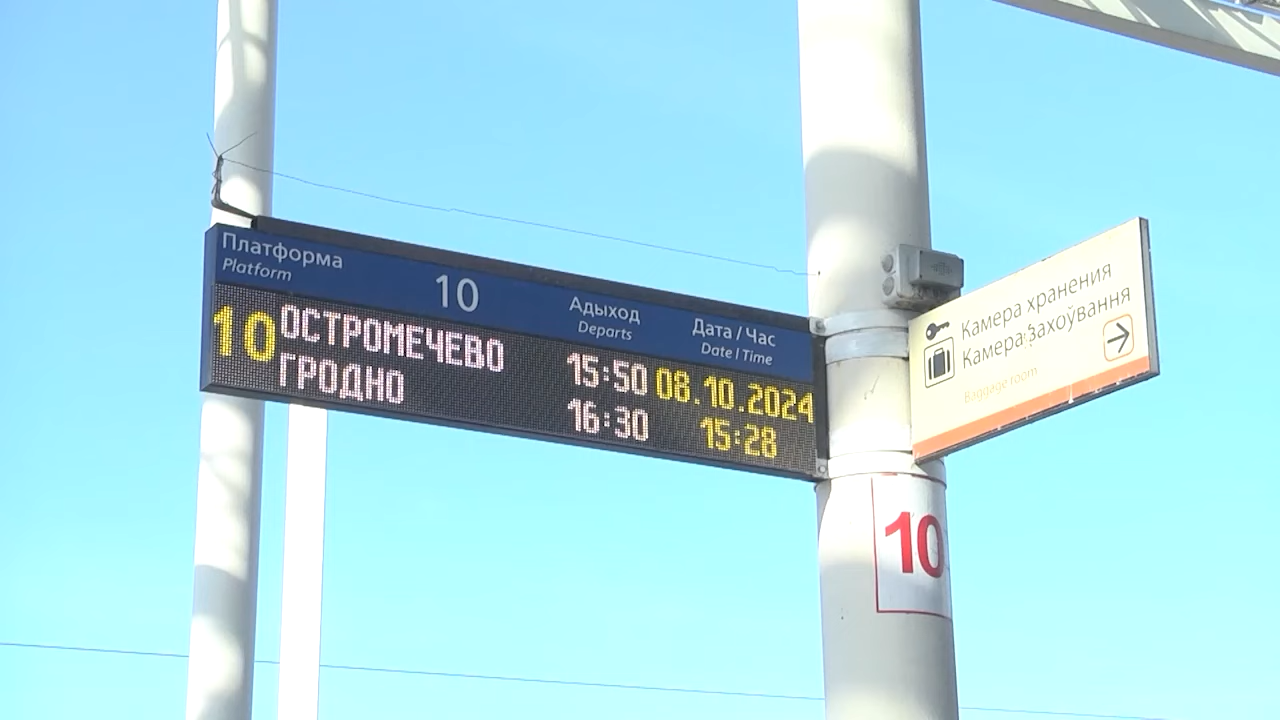 Платформа
Platform
10
Адыход
Departs
Дата / Час
Date | Time
10
ОСТРОМЕЧЕВО
15:50
08.10.2024
ГРОДНО
16:30
15:28
Камера хранения
Камера захоўвання
Baggage room
10